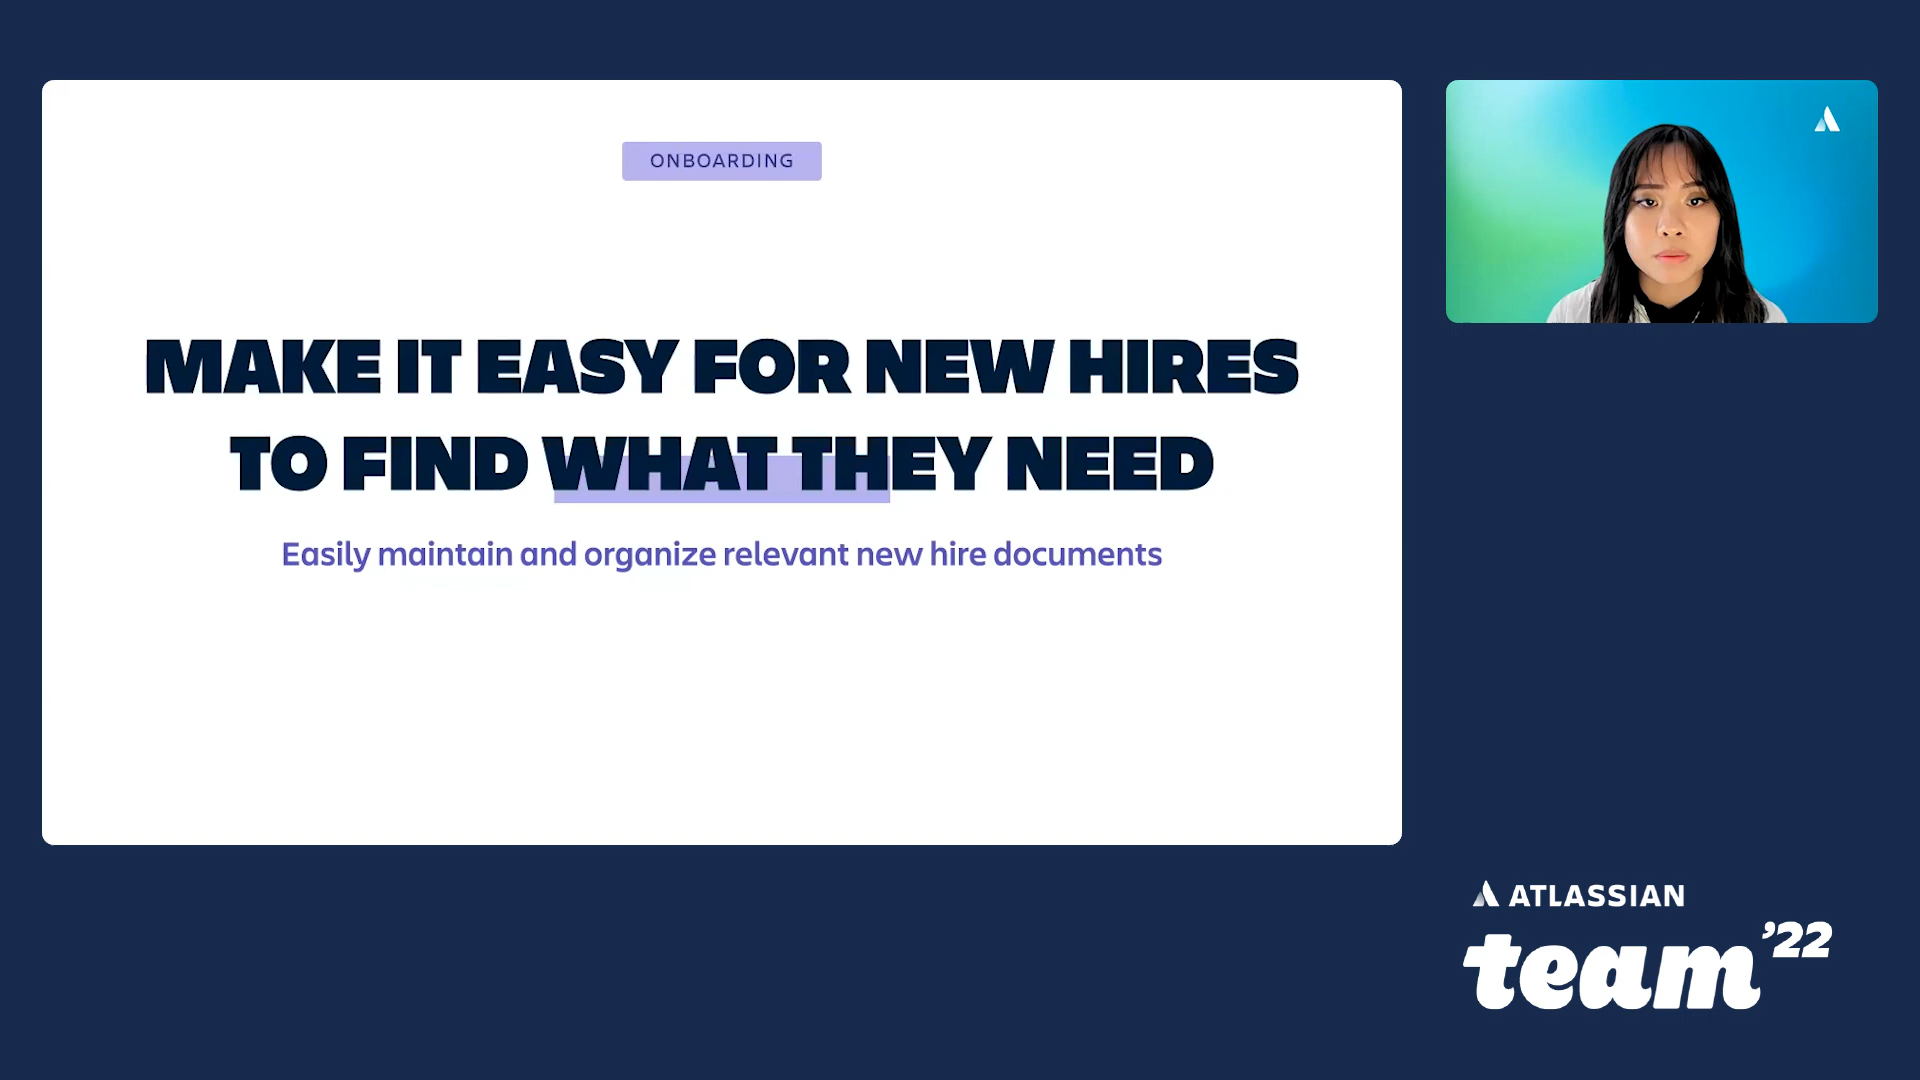 ONBOARDING
MAKE IT EASY FOR NEW HIRES
TO FIND WHAT THEY NEED
Easily maintain and organize relevant new hire documents
ATLASSIAN
team '22